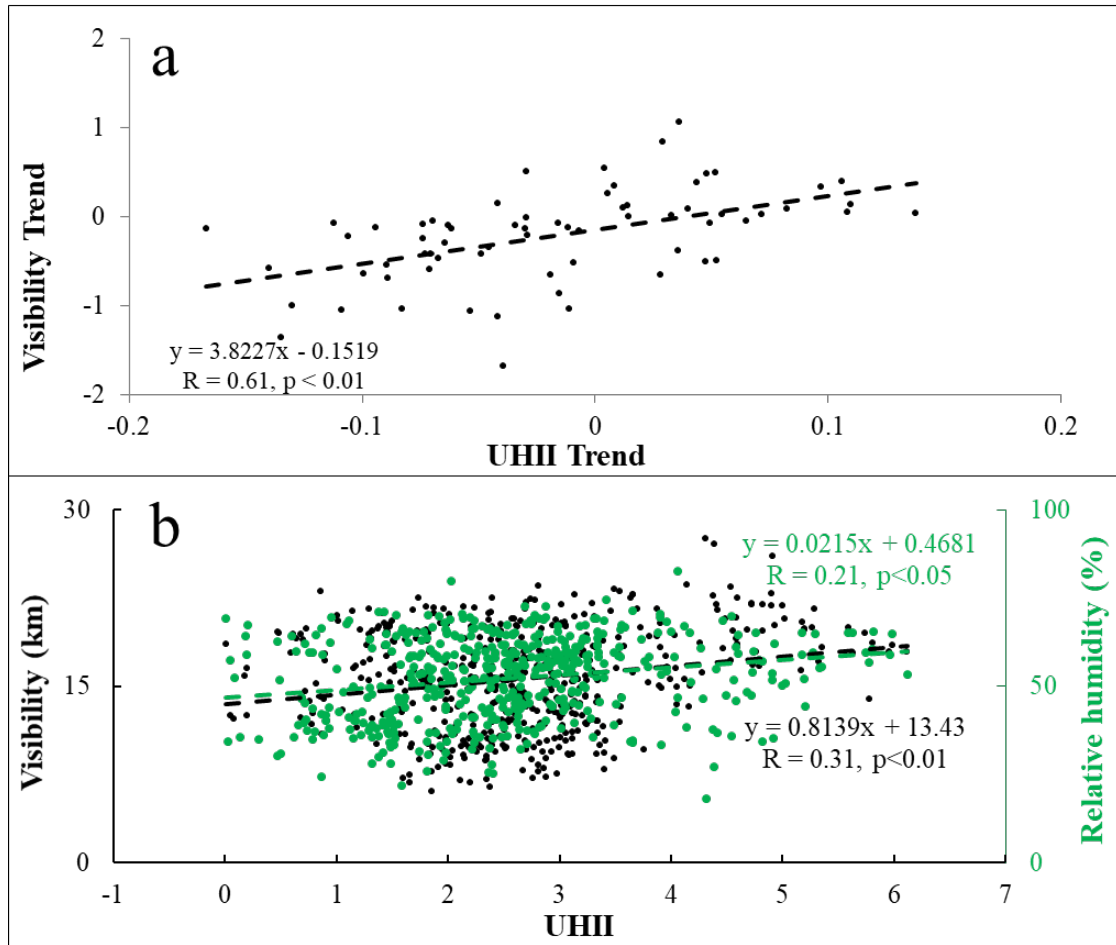 a
2
1
0
-1
-2
Visibility Trend
y = 3.8227x - 0.1519
R = 0.61, p < 0.01
-0.2
-0.1
0
0.1
0.2
UHII Trend
b
30
15
0
Visibility (km)
y = 0.0215x + 0.4681
R = 0.21, p<0.05
y = 0.8139x + 13.43
R = 0.31, p<0.01
100
50
0
Relative humidity (%)
-1
0
1
2
3
4
5
6
7
UHII